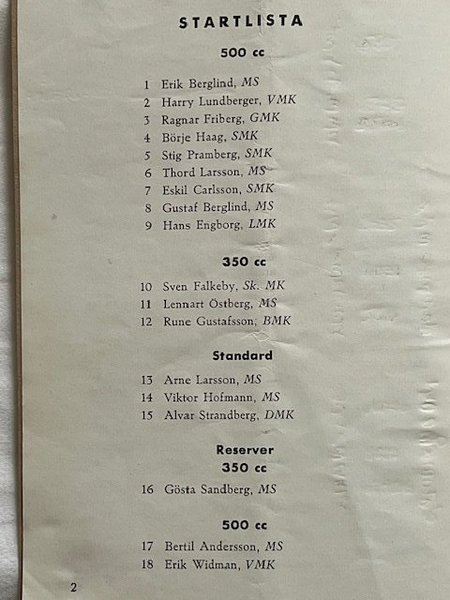 STARTLISTA
500 cc
1 Erik Berglind, MS
2 Harry Lundberger, VMK
3 Ragnar Friberg, GMK
4 Börje Haag, SMK
5 Stig Pramberg, SMK
6 Thord Larsson, MS
7 Eskil Carlsson, SMK
8 Gustaf Berglind, MS
9 Hans Engborg, LMK
350 cc
10 Sven Falkeby, Sk. MK
11 Lennart Östberg, MS
12 Rune Gustafsson, BMK
Standard
13 Arne Larsson, MS
14 Viktor Hofmann, MS
15 Alvar Strandberg, DMK
Reserver
350 cc
16 Gösta Sandberg, MS
500 cc
17 Bertil Andersson, MS
18 Erik Widman, VMK
2